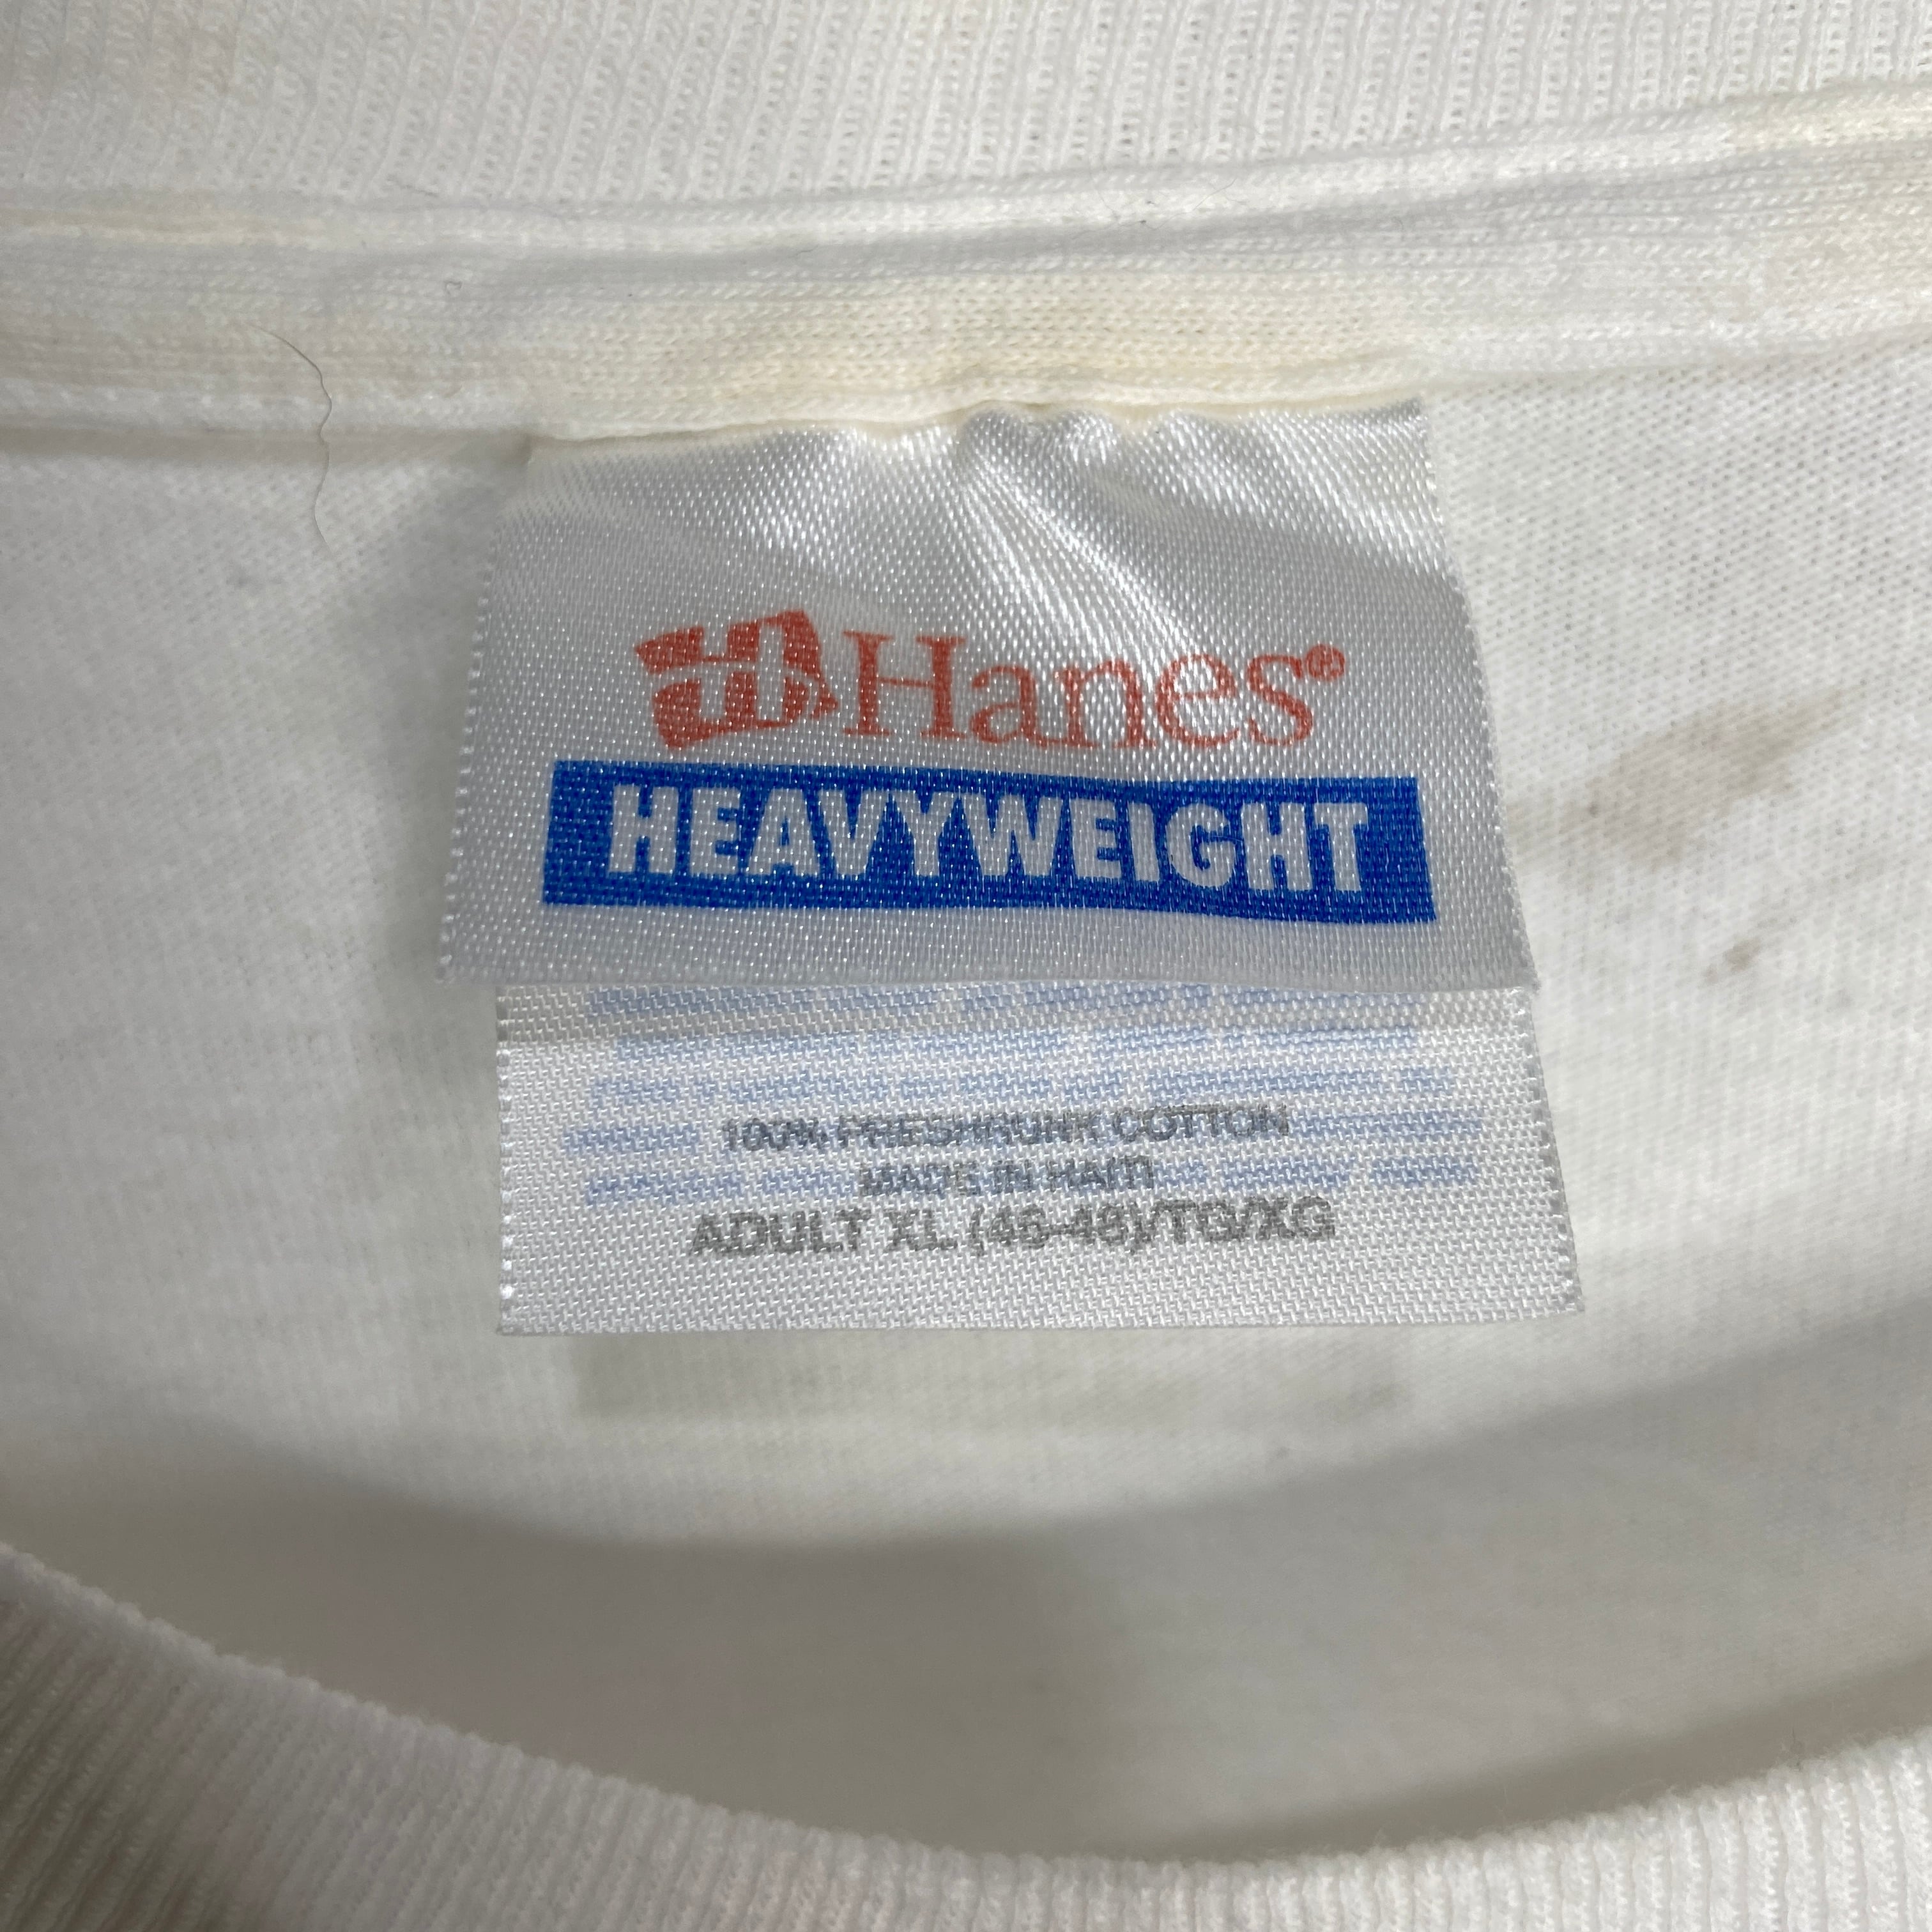 Hanes®
HEAVYWEIGHT
100% PRESHRUNK COTTON
MADE IN HAITI
ADULT XL (46-48)/TG/XG